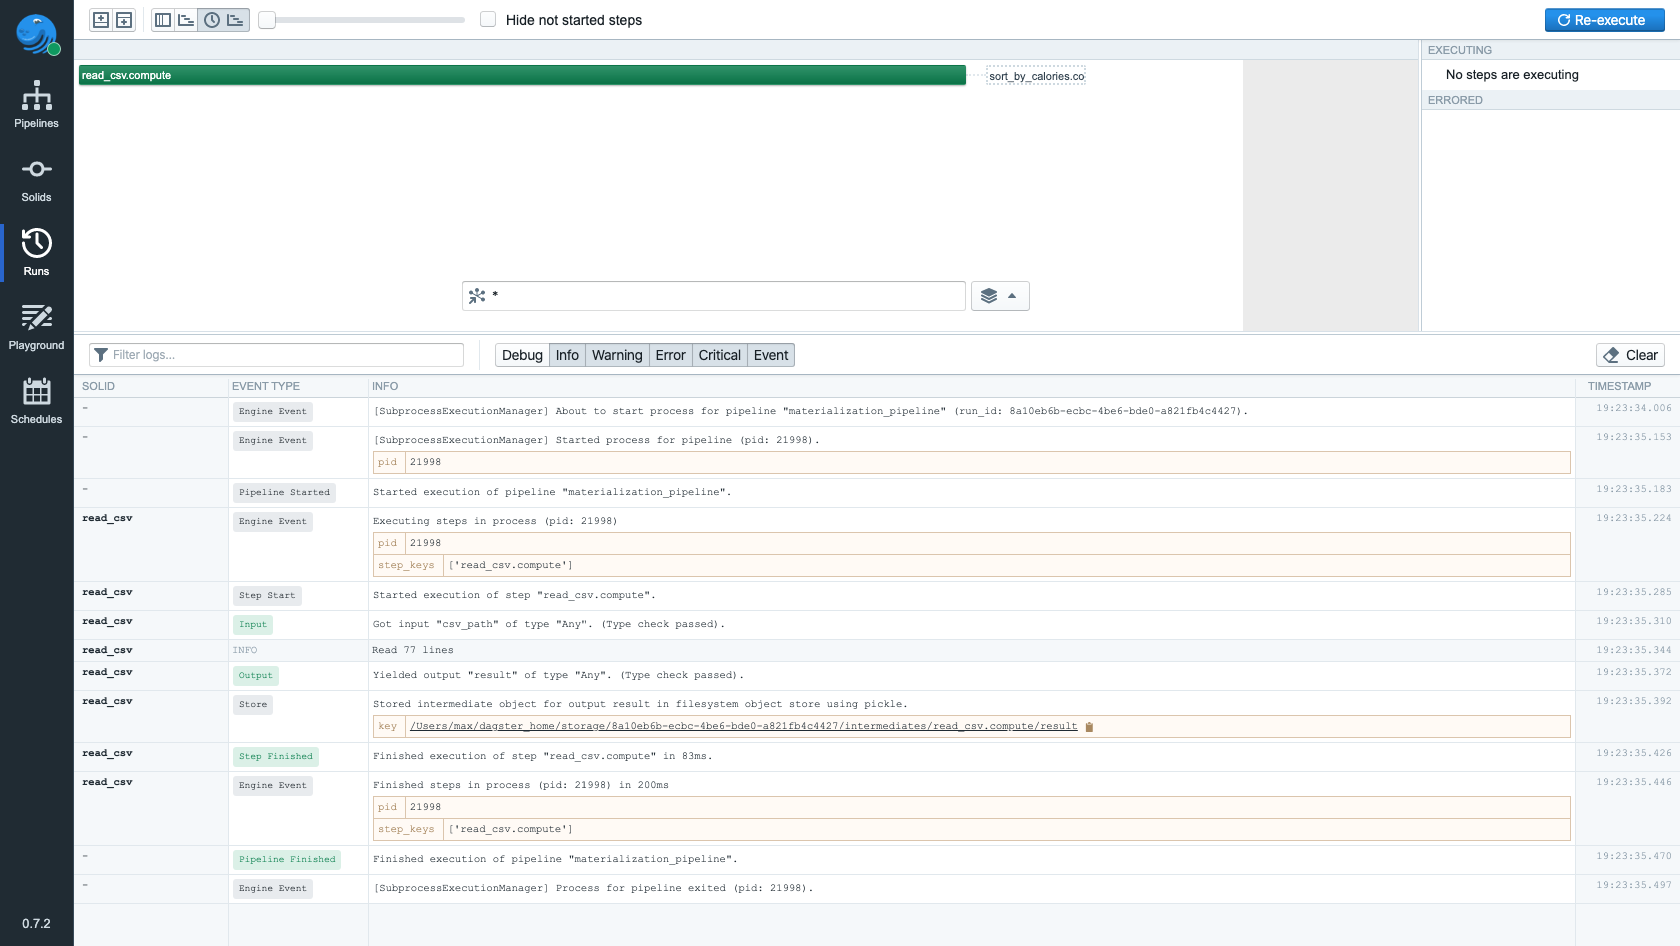 Hide not started steps
Re-execute
EXECUTING
read_csv.compute
sort_by_calories.co
No steps are executing
ERRORED
Pipelines
Solids
Runs
Playground
Schedules
0.7.2
*
Filter logs...
Debug Info Warning Error Critical Event
Clear
SOLID EVENT TYPE INFO TIMESTAMP
- Engine Event [SubprocessExecutionManager] About to start process for pipeline "materialization_pipeline" (run_id: 8a10eb6b-ecbc-4be6-bde0-a821fb4c4427). 19:23:34.006
- Engine Event [SubprocessExecutionManager] Started process for pipeline (pid: 21998). 19:23:35.153
pid 21998
- Pipeline Started Started execution of pipeline "materialization_pipeline". 19:23:35.183
read_csv Engine Event Executing steps in process (pid: 21998) 19:23:35.224
pid 21998
step_keys ['read_csv.compute']
read_csv Step Start Started execution of step "read_csv.compute". 19:23:35.285
read_csv Input Got input "csv_path" of type "Any". (Type check passed). 19:23:35.310
read_csv INFO Read 77 lines 19:23:35.344
read_csv Output Yielded output "result" of type "Any". (Type check passed). 19:23:35.372
read_csv Store Stored intermediate object for output result in filesystem object store using pickle. 19:23:35.392
key /Users/max/dagster_home/storage/8a10eb6b-ecbc-4be6-bde0-a821fb4c4427/intermediates/read_csv.compute/result
read_csv Step Finished Finished execution of step "read_csv.compute" in 83ms. 19:23:35.426
read_csv Engine Event Finished steps in process (pid: 21998) in 200ms 19:23:35.446
pid 21998
step_keys ['read_csv.compute']
- Pipeline Finished Finished execution of pipeline "materialization_pipeline". 19:23:35.470
- Engine Event [SubprocessExecutionManager] Process for pipeline exited (pid: 21998). 19:23:35.497